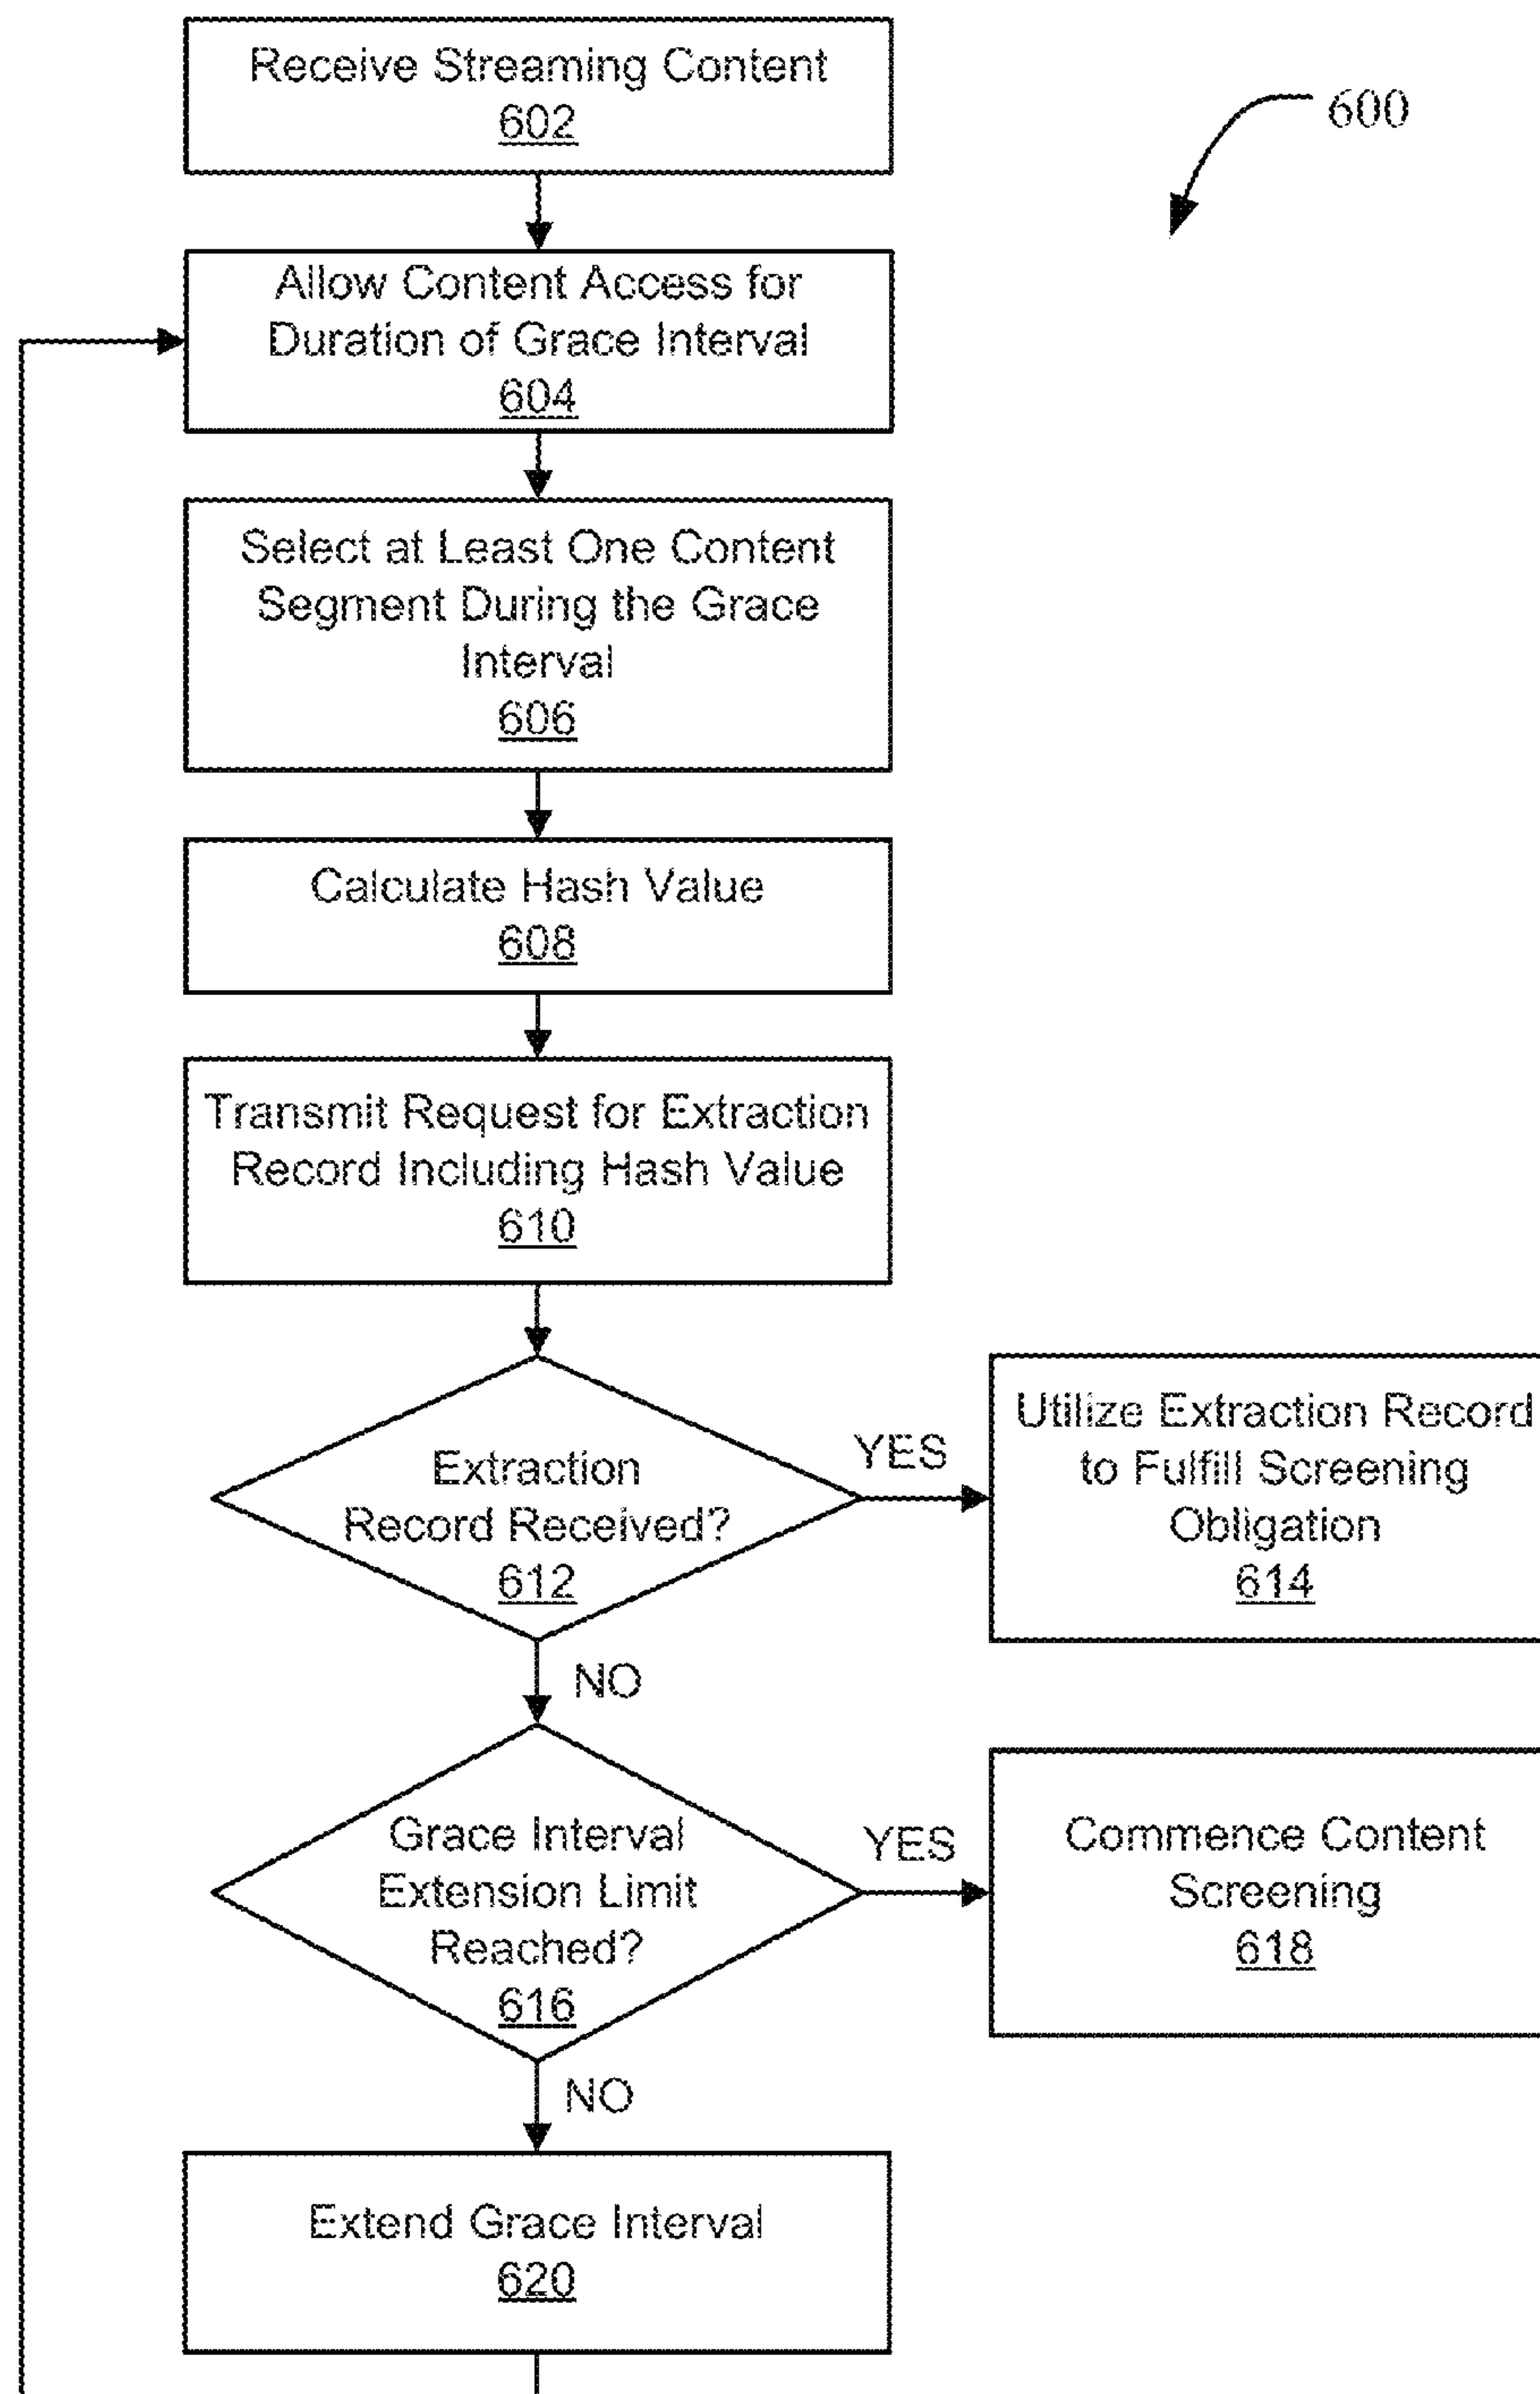 Receive Streaming Content
602
600
Allow Content Access for
Duration of Grace Interval
604
Select at Least One Content
Segment During the Grace
Interval
606
Calculate Hash Value
608
Transmit Request for Extraction
Record Including Hash Value
610
Extraction
Record Received?
612
YES
Utilize Extraction Record
to Fulfill Screening
Obligation
614
NO
Grace Interval
Extension Limit
Reached?
616
YES
Commence Content
Screening
618
NO
Extend Grace Interval
620